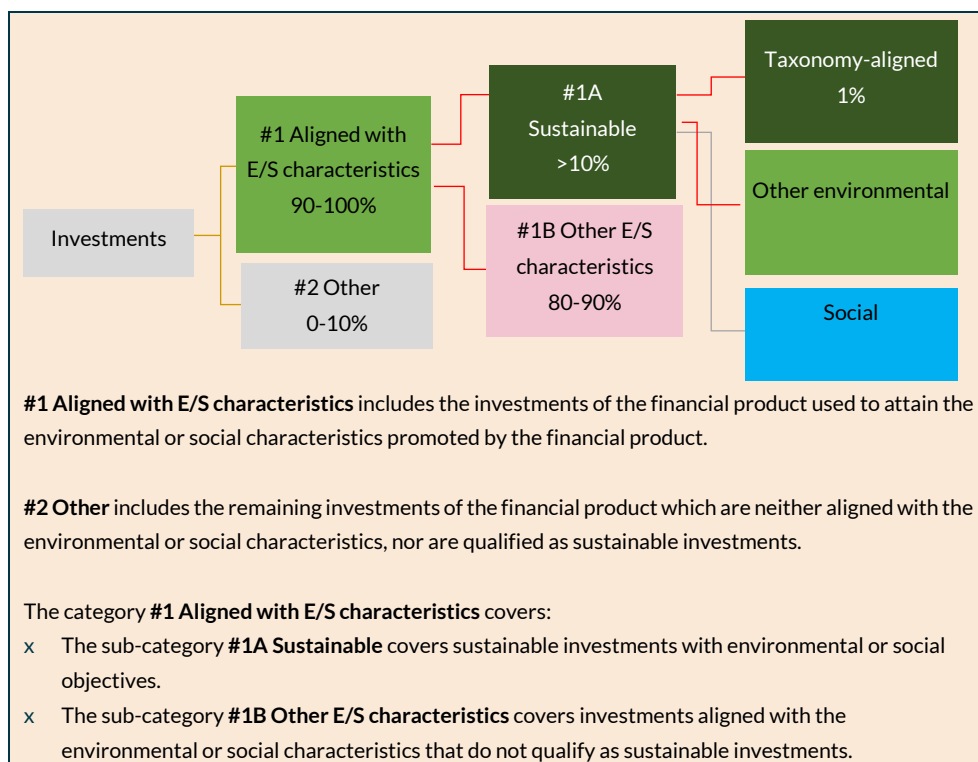 Investments
#1 Aligned with
E/S characteristics
90-100%
#2 Other
0-10%
#1A
Sustainable
>10%
#1B Other E/S
characteristics
80-90%
Taxonomy-aligned
1%
Other environmental
Social
#1 Aligned with E/S characteristics includes the investments of the financial product used to attain the
environmental or social characteristics promoted by the financial product.
#2 Other includes the remaining investments of the financial product which are neither aligned with the
environmental or social characteristics, nor are qualified as sustainable investments.
The category #1 Aligned with E/S characteristics covers:
x The sub-category #1A Sustainable covers sustainable investments with environmental or social
objectives.
x The sub-category #1B Other E/S characteristics covers investments aligned with the
environmental or social characteristics that do not qualify as sustainable investments.